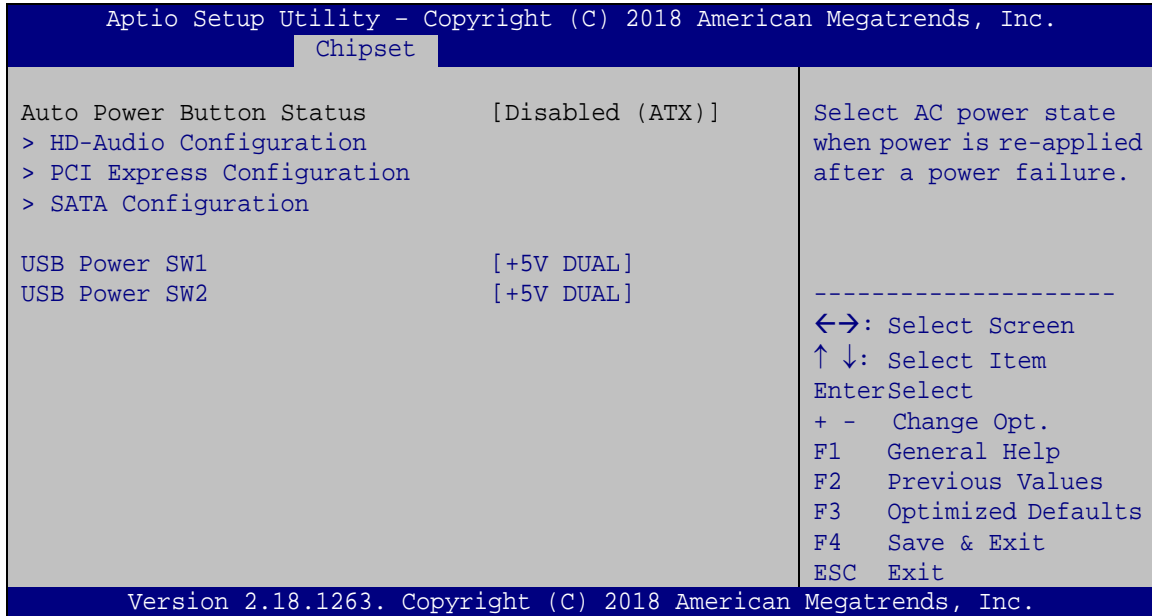 Aptio Setup Utility – Copyright (C) 2018 American Megatrends, Inc.
Chipset
Auto Power Button Status [Disabled (ATX)]
> HD-Audio Configuration
> PCI Express Configuration
> SATA Configuration
USB Power SW1 [+5V DUAL]
USB Power SW2 [+5V DUAL]
Select AC power state
when power is re-applied
after a power failure.
---------------------
←→: Select Screen
↑ ↓: Select Item
EnterSelect
+ - Change Opt.
F1 General Help
F2 Previous Values
F3 Optimized Defaults
F4 Save & Exit
ESC Exit
Version 2.18.1263. Copyright (C) 2018 American Megatrends, Inc.